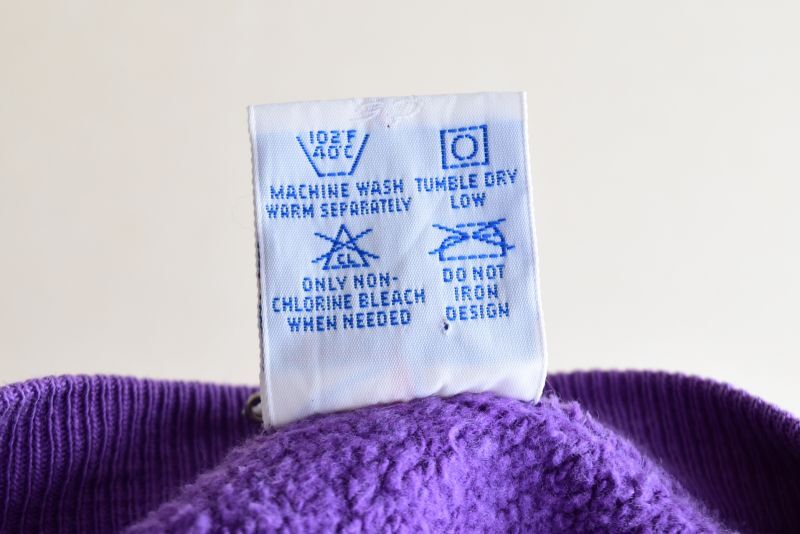 102°F
40°C
MACHINE WASH
WARM SEPARATELY
TUMBLE DRY
LOW
CL
ONLY NON-
CHLORINE BLEACH
WHEN NEEDED
DO NOT
IRON
DESIGN